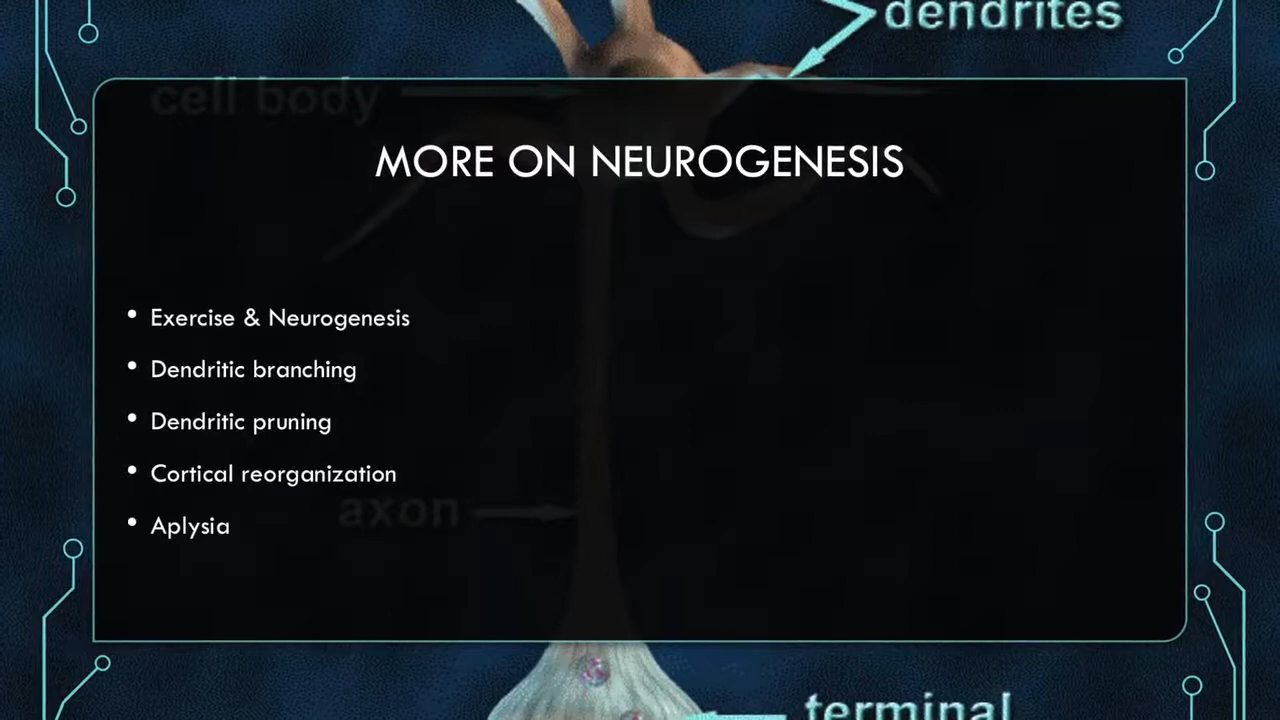 dendrites
cell body
MORE ON NEUROGENESIS
• Exercise & Neurogenesis
• Dendritic branching
• Dendritic pruning
• Cortical reorganization
axon
• Aplysia
terminal